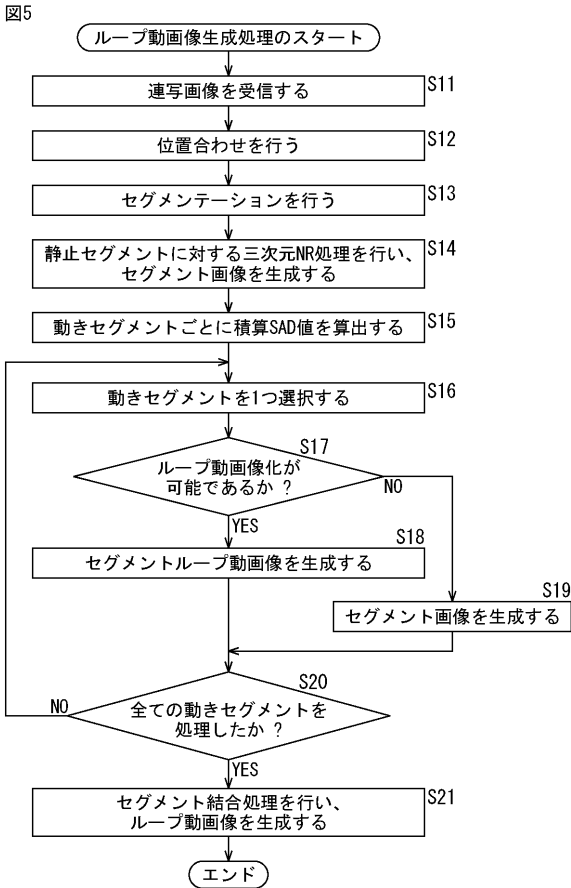 図5
ループ動画像生成処理のスタート
連写画像を受信する
S11
位置合わせを行う
S12
セグメンテーションを行う
S13
静止セグメントに対する三次元NR処理を行い、
セグメント画像を生成する
S14
動きセグメントごとに積算SAD値を算出する
S15
動きセグメントを1つ選択する
S16
S17
ループ動画像化が
可能であるか ?
NO
YES
S18
セグメントループ動画像を生成する
S19
セグメント画像を生成する
S20
全ての動きセグメントを
処理したか ?
NO
YES
セグメント結合処理を行い、
ループ動画像を生成する
S21
エンド